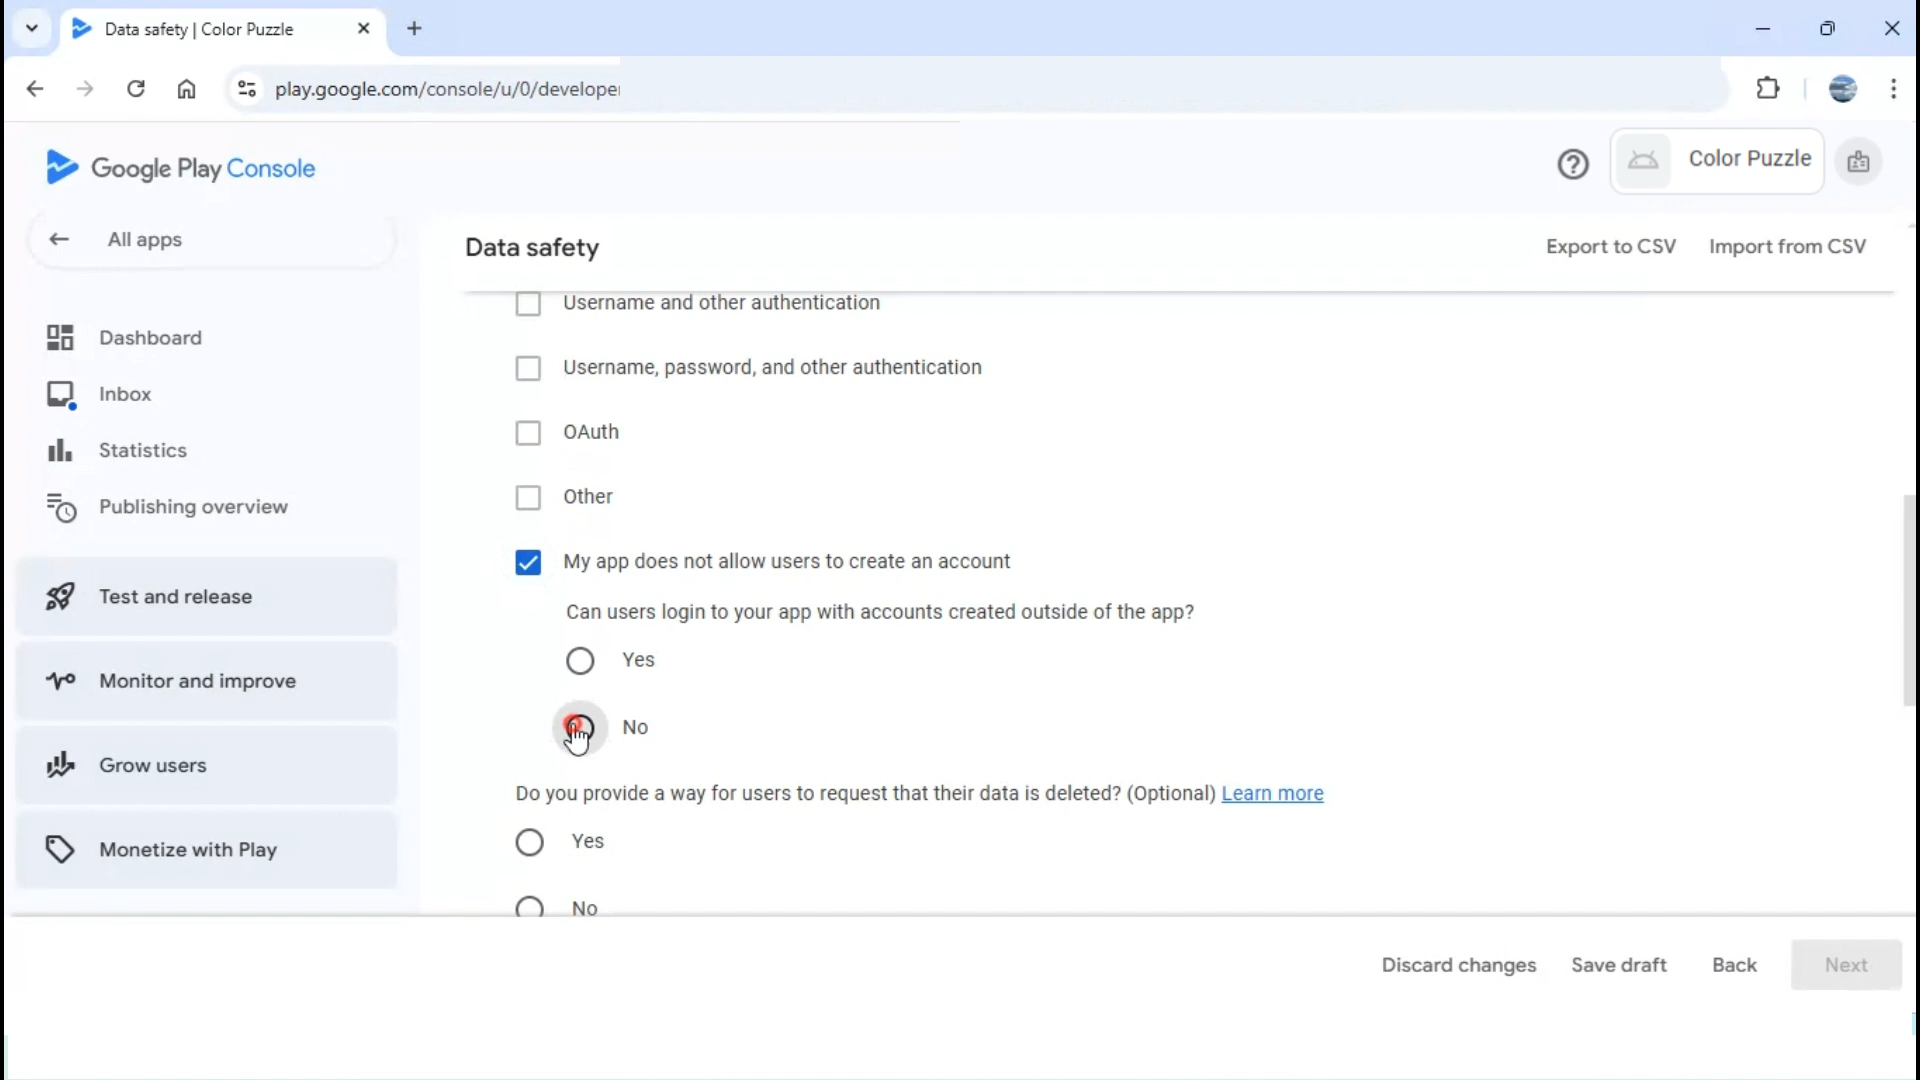 Data safety | Color Puzzle
play.google.com/console/u/0/develope
Google Play Console
Color Puzzle
All apps
Data safety
Export to CSV
Import from CSV
Username and other authentication
Dashboard
Username, password, and other authentication
Inbox
OAuth
Statistics
Other
Publishing overview
My app does not allow users to create an account
Test and release
Can users login to your app with accounts created outside of the app?
Yes
Monitor and improve
No
Grow users
Do you provide a way for users to request that their data is deleted? (Optional) Learn more
Yes
Monetize with Play
No
Discard changes
Save draft
Back
Next